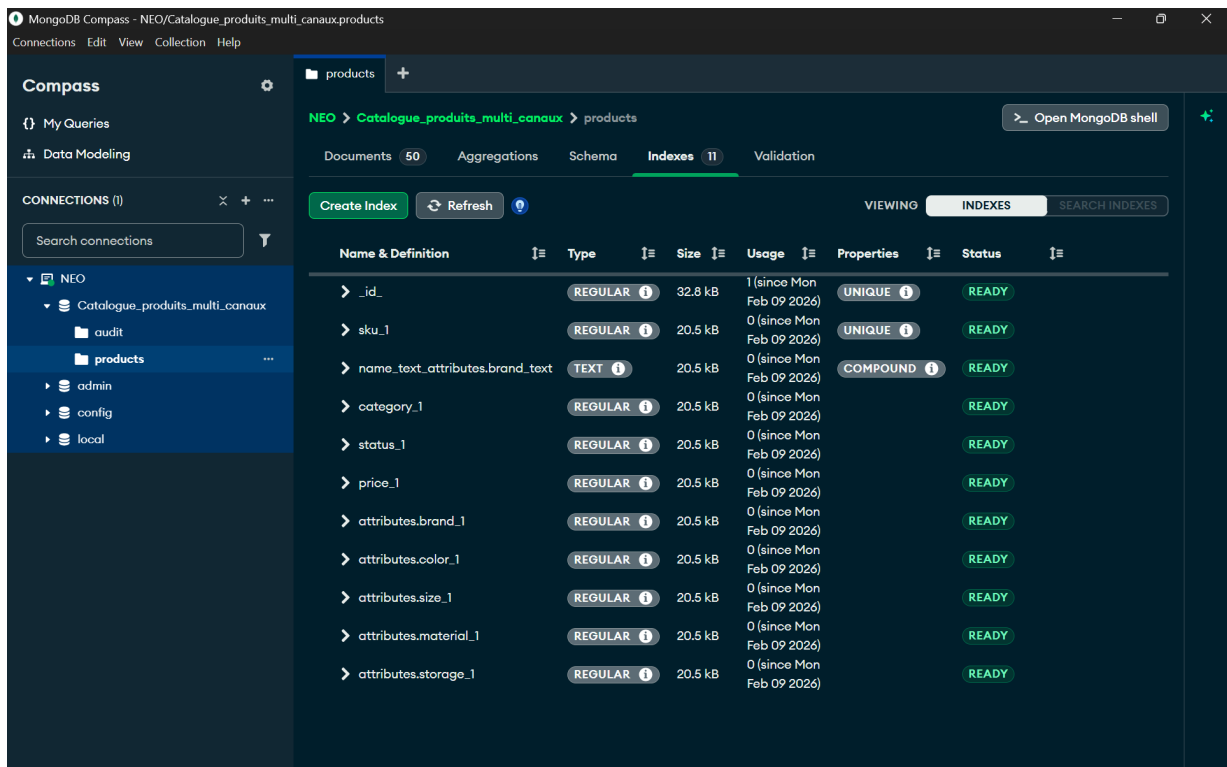 MongoDB Compass - NEO/Catalogue_produits_multi_canaux.products
Connections Edit View Collection Help
Compass
{} My Queries
Data Modeling
CONNECTIONS (1)
Search connections
NEO
Catalogue_produits_multi_canaux
audit
products
admin
config
local
products
NEO > Catalogue_produits_multi_canaux > products
>_ Open MongoDB shell
Documents 50 Aggregations Schema Indexes 11 Validation
Create Index Refresh VIEWING INDEXES SEARCH INDEXES
Name & Definition Type Size Usage Properties Status
_id_ REGULAR 32.8 kB 1 (since Mon Feb 09 2026) UNIQUE READY
sku_1 REGULAR 20.5 kB 0 (since Mon Feb 09 2026) UNIQUE READY
name_text_attributes.brand_text TEXT 20.5 kB 0 (since Mon Feb 09 2026) COMPOUND READY
category_1 REGULAR 20.5 kB 0 (since Mon Feb 09 2026) READY
status_1 REGULAR 20.5 kB 0 (since Mon Feb 09 2026) READY
price_1 REGULAR 20.5 kB 0 (since Mon Feb 09 2026) READY
attributes.brand_1 REGULAR 20.5 kB 0 (since Mon Feb 09 2026) READY
attributes.color_1 REGULAR 20.5 kB 0 (since Mon Feb 09 2026) READY
attributes.size_1 REGULAR 20.5 kB 0 (since Mon Feb 09 2026) READY
attributes.material_1 REGULAR 20.5 kB 0 (since Mon Feb 09 2026) READY
attributes.storage_1 REGULAR 20.5 kB 0 (since Mon Feb 09 2026) READY